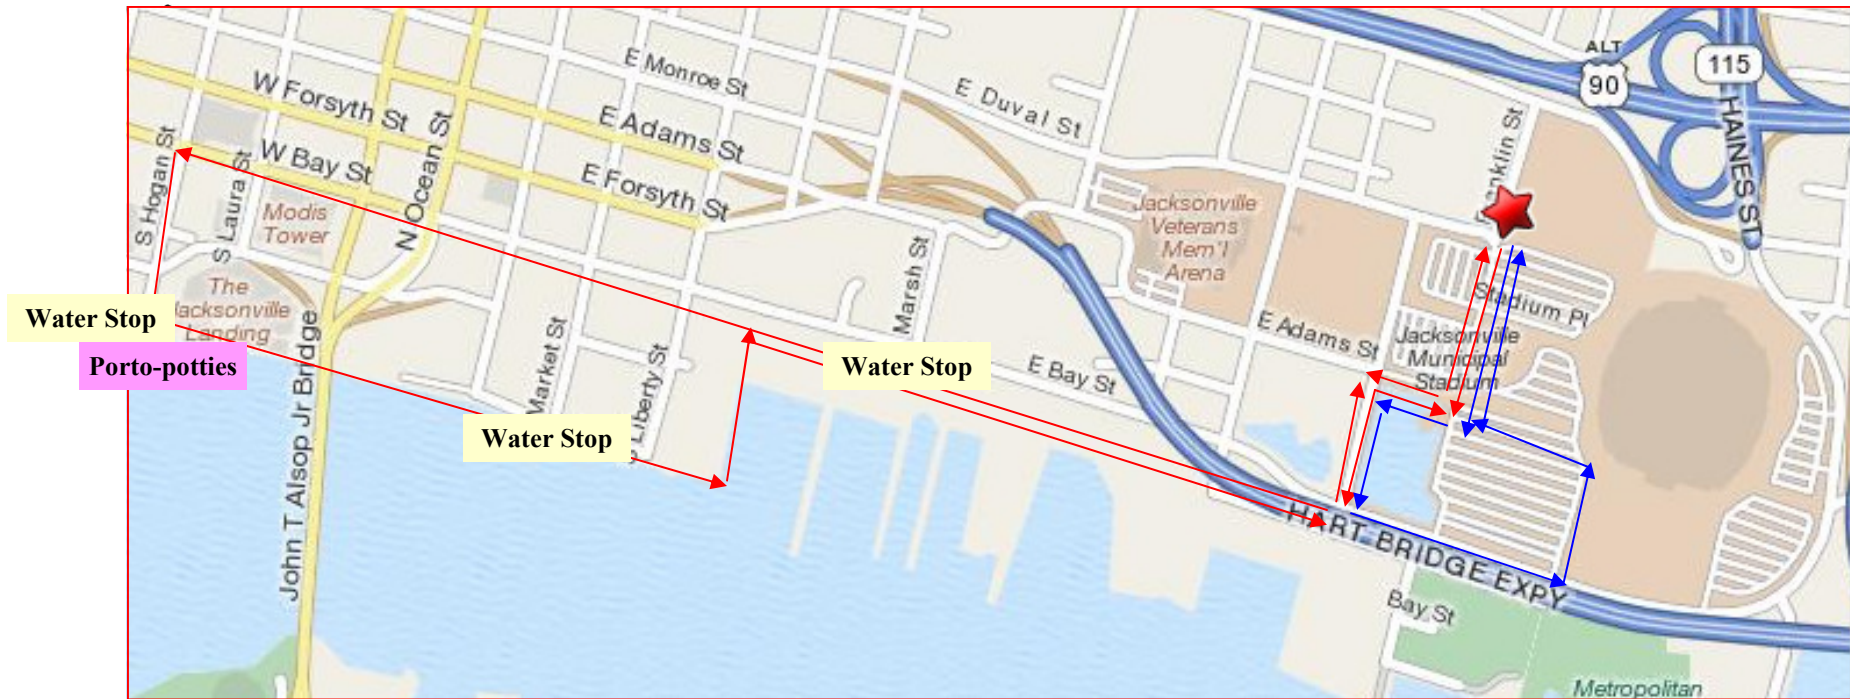 ALT
90
115
HAINES ST
E Monroe St
E Duval St
W Forsyth St
E Adams St
N Ocean St
S Hogan St
W Bay St
S Laura St
E Forsyth St
Modis
Tower
Jacksonville
Veterans
Mem'l
Arena
Marsh St
Stadium Pl
The
Jacksonville
Landing
Water Stop
Porto-potties
E Adams St
Jacksonville
Municipal
Stadium
Market St
Liberty St
Water Stop
E Bay St
Water Stop
John T Alsop Jr Bridge
HART BRIDGE EXPY
Bay St
Metropolitan